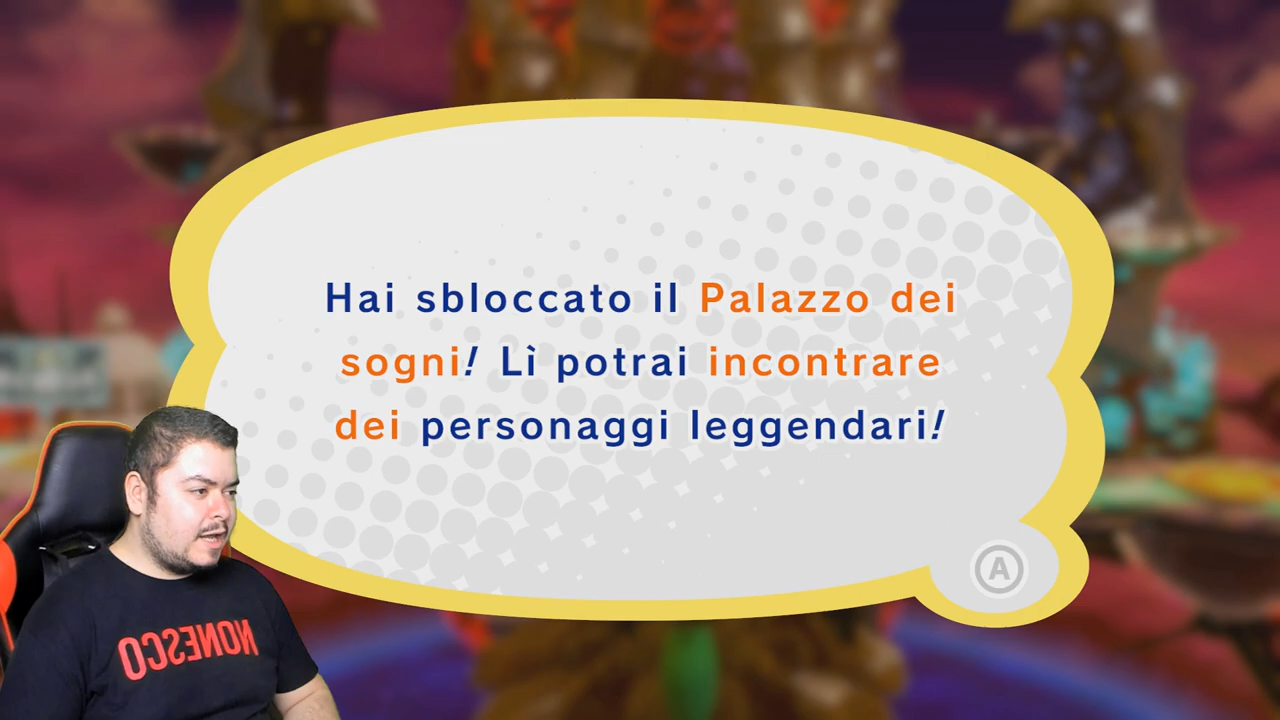 Hai sbloccato il Palazzo dei
sogni! Lì potrai incontrare
dei personaggi leggendari!
A
NONESCO